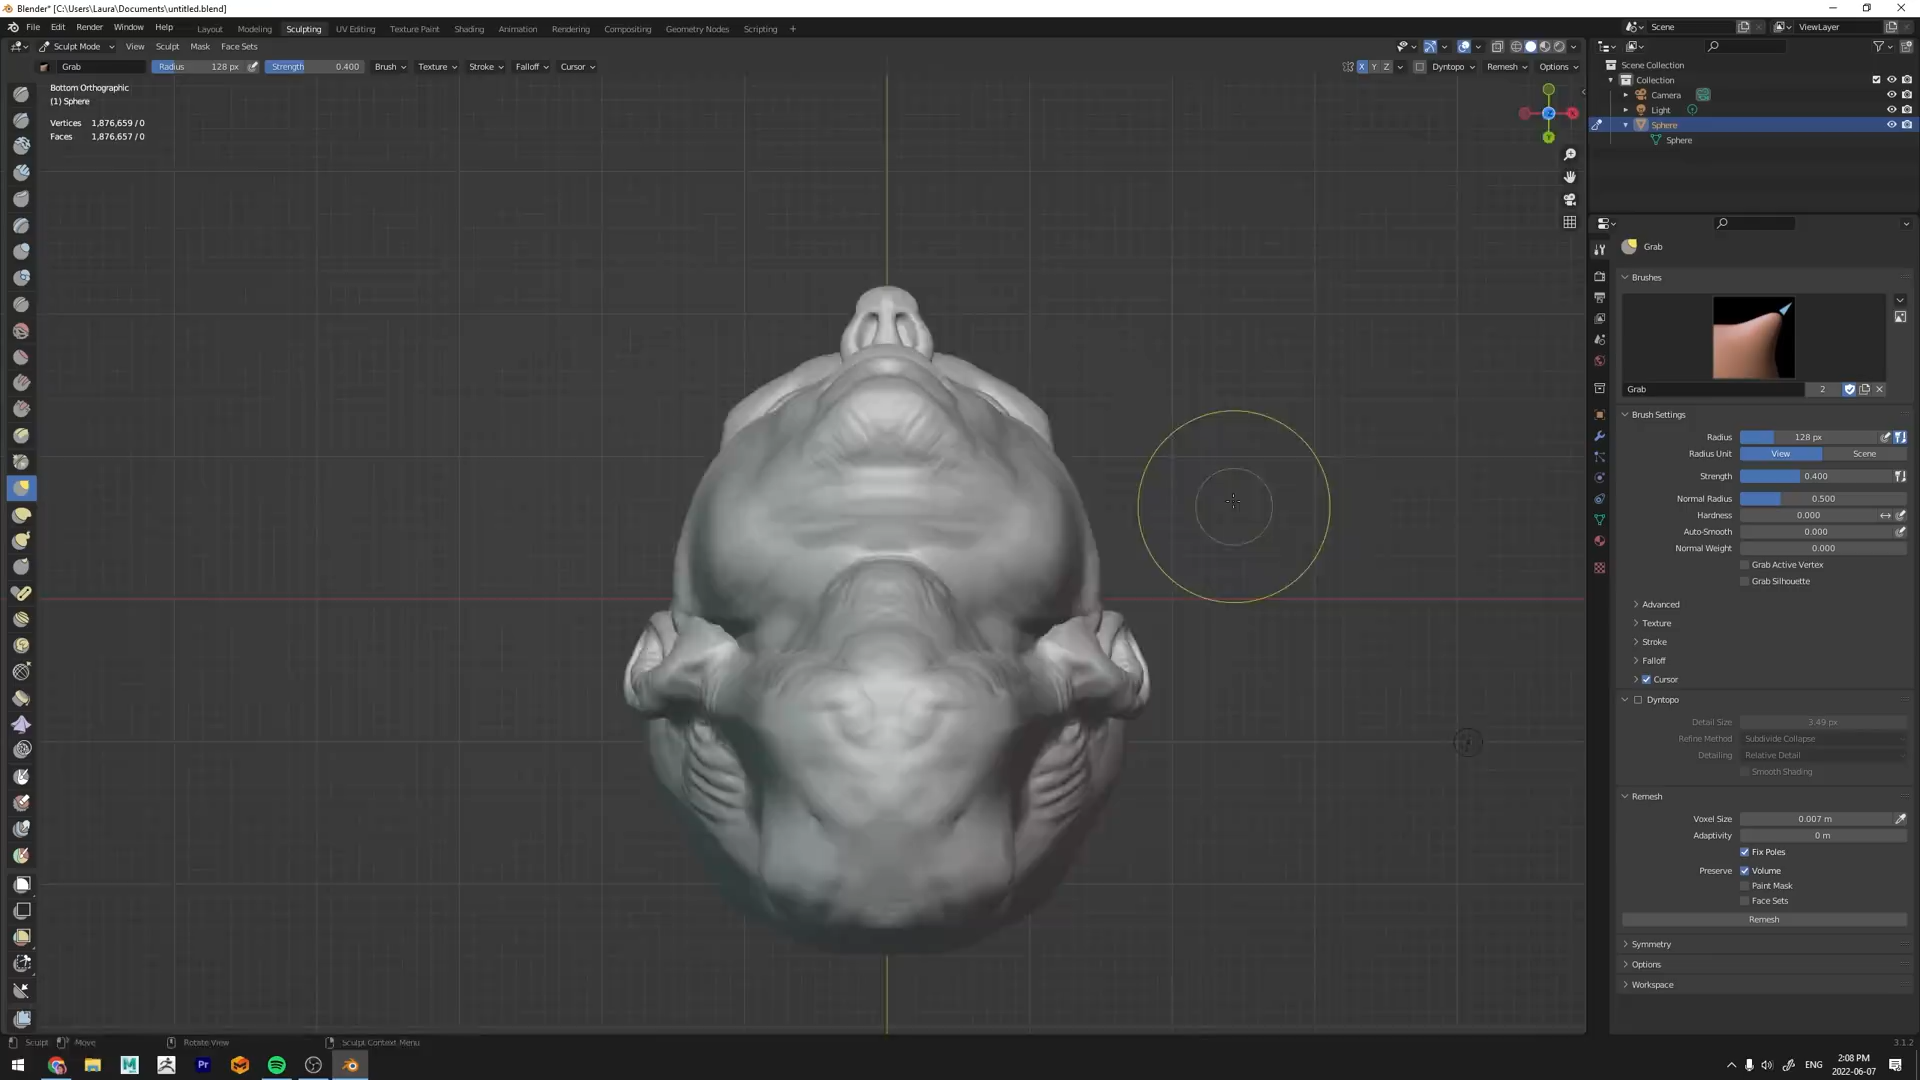 Blender* [C:\Users\Laura\Documents\untitled.blend]
File Edit Render Window Help Layout Modeling Sculpting UV Editing Texture Paint Shading Animation Rendering Compositing Geometry Nodes Scripting + Scene ViewLayer
Sculpt Mode View Sculpt Mask Face Sets
Grab Radius 128 px Strength 0.400 Brush Texture Stroke Falloff Cursor X Y Z Dyntopo Remesh Options
Bottom Orthographic
(1) Sphere
Vertices 1,876,659 / 0
Faces 1,876,657 / 0
Scene Collection
Collection
Camera
Light
Sphere
Sphere
Grab
Brushes
Grab 2
Brush Settings
Radius 128 px
Radius Unit View Scene
Strength 0.400
Normal Radius 0.500
Hardness 0.000
Auto-Smooth 0.000
Normal Weight 0.000
Grab Active Vertex
Grab Silhouette
Advanced
Texture
Stroke
Falloff
Cursor
Dyntopo
Detail Size 3.49 px
Refine Method Subdivide Collapse
Detailing Relative Detail
Smooth Shading
Remesh
Voxel Size 0.007 m
Adaptivity 0 m
Fix Poles
Preserve Volume
Paint Mask
Face Sets
Remesh
Symmetry
Options
Workspace
Sculpt Move Rotate View Sculpt Context Menu 3.1.2
ENG 2:08 PM
2022-06-07